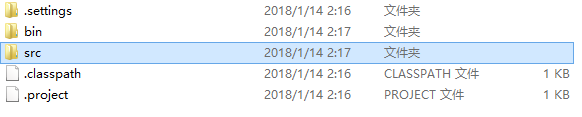 .settings 2018/1/14 2:16 文件夹
bin 2018/1/14 2:17 文件夹
src 2018/1/14 2:17 文件夹
.classpath 2018/1/14 2:16 CLASSPATH 文件 1 KB
.project 2018/1/14 2:16 PROJECT 文件 1 KB